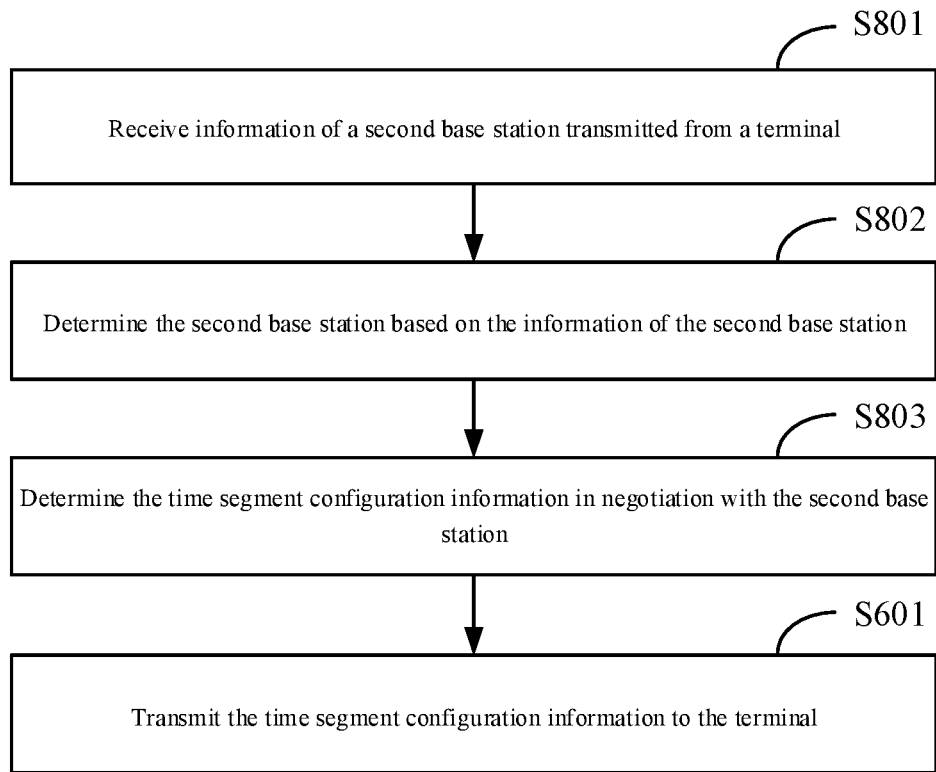 S801
Receive information of a second base station transmitted from a terminal
S802
Determine the second base station based on the information of the second base station
S803
Determine the time segment configuration information in negotiation with the second base
station
S601
Transmit the time segment configuration information to the terminal